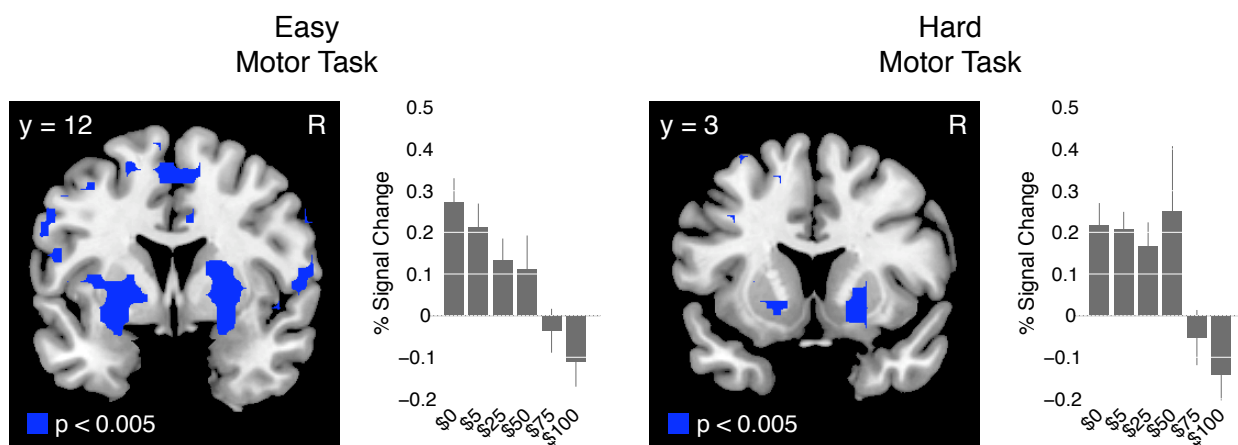 Easy
Motor Task
y = 12
R
p < 0.005
% Signal Change
0.5
0.4
0.3
0.2
0.1
0
−0.1
−0.2
$0
$5
$25
$50
$75
$100
Hard
Motor Task
y = 3
R
p < 0.005
% Signal Change
0.5
0.4
0.3
0.2
0.1
0
−0.1
−0.2
$0
$5
$25
$50
$75
$100